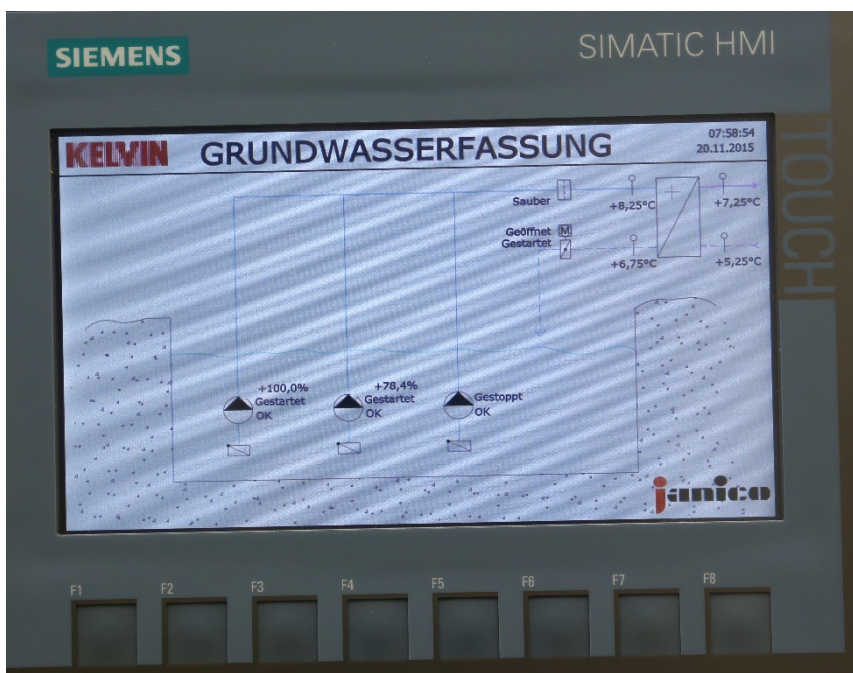 SIEMENS
SIMATIC HMI
TOUCH
KELVIN
GRUNDWASSERFASSUNG
07:58:54
20.11.2015
Sauber
+8,25°C
+7,25°C
Geöffnet M
Gestartet
+6,75°C
+5,25°C
+100,0%
Gestartet
OK
+78,4%
Gestartet
OK
Gestoppt
OK
janico
F1 F2 F3 F4 F5 F6 F7 F8